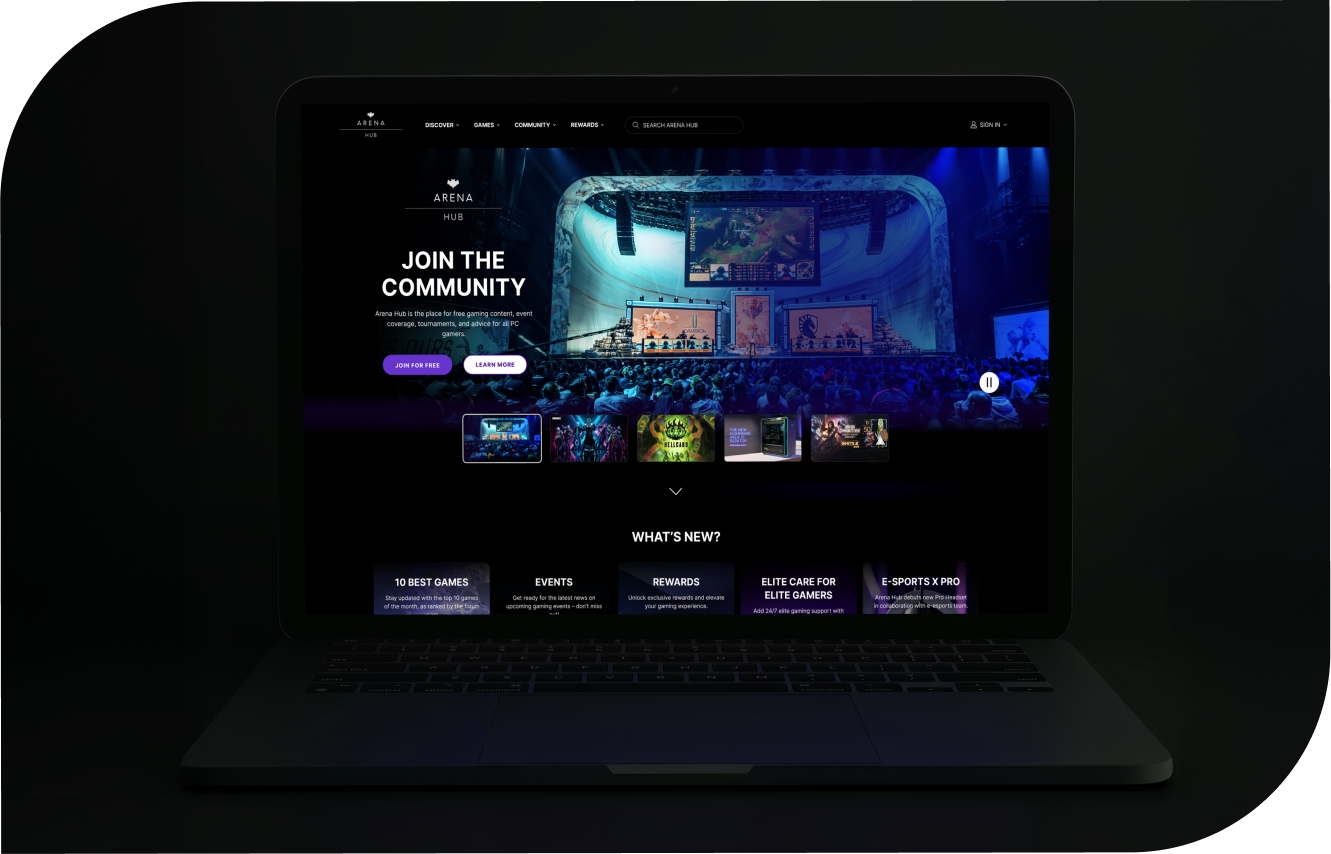 ARENA
HUB
DISCOVER
GAMES
COMMUNITY
REWARDS
SEARCH ARENA HUB
SIGN IN
ARENA
HUB
JOIN THE
COMMUNITY
Arena Hub is the place for free gaming content, event
coverage, tournaments, and advice for all PC
gamers.
JOIN FOR FREE
LEARN MORE
HELLCARD
SMITE
WHAT'S NEW?
10 BEST GAMES
Stay updated with the top 10 games
of the month, as ranked by the forum
EVENTS
Get ready for the latest news on
upcoming gaming events – don't miss
REWARDS
Unlock exclusive rewards and elevate
your gaming experience.
ELITE CARE FOR
ELITE GAMERS
Add 24/7 elite gaming support with
E-SPORTS X PRO
Arena Hub debuts new Pro Headset
in collaboration with e-esports team.